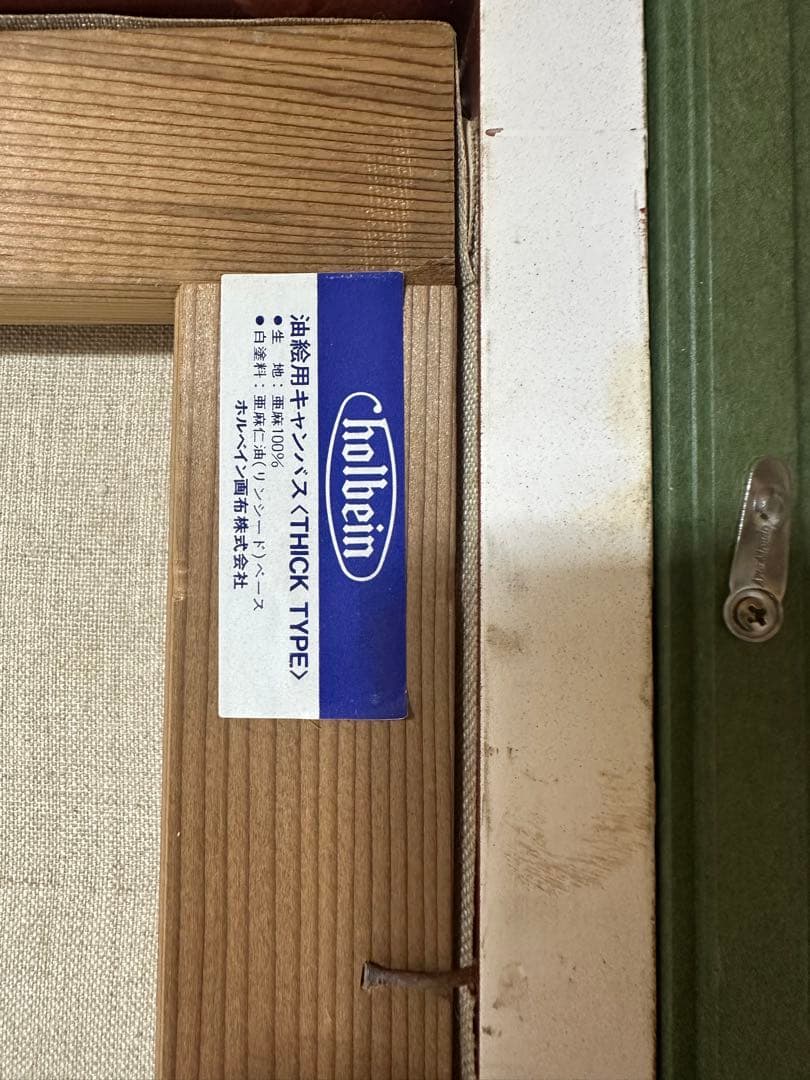 holbein
油絵用キャンバス〈THICK TYPE〉
●生　地：亜麻100%
●白塗料：亜麻仁油(リンシード)ベース
ホルベイン画布株式会社